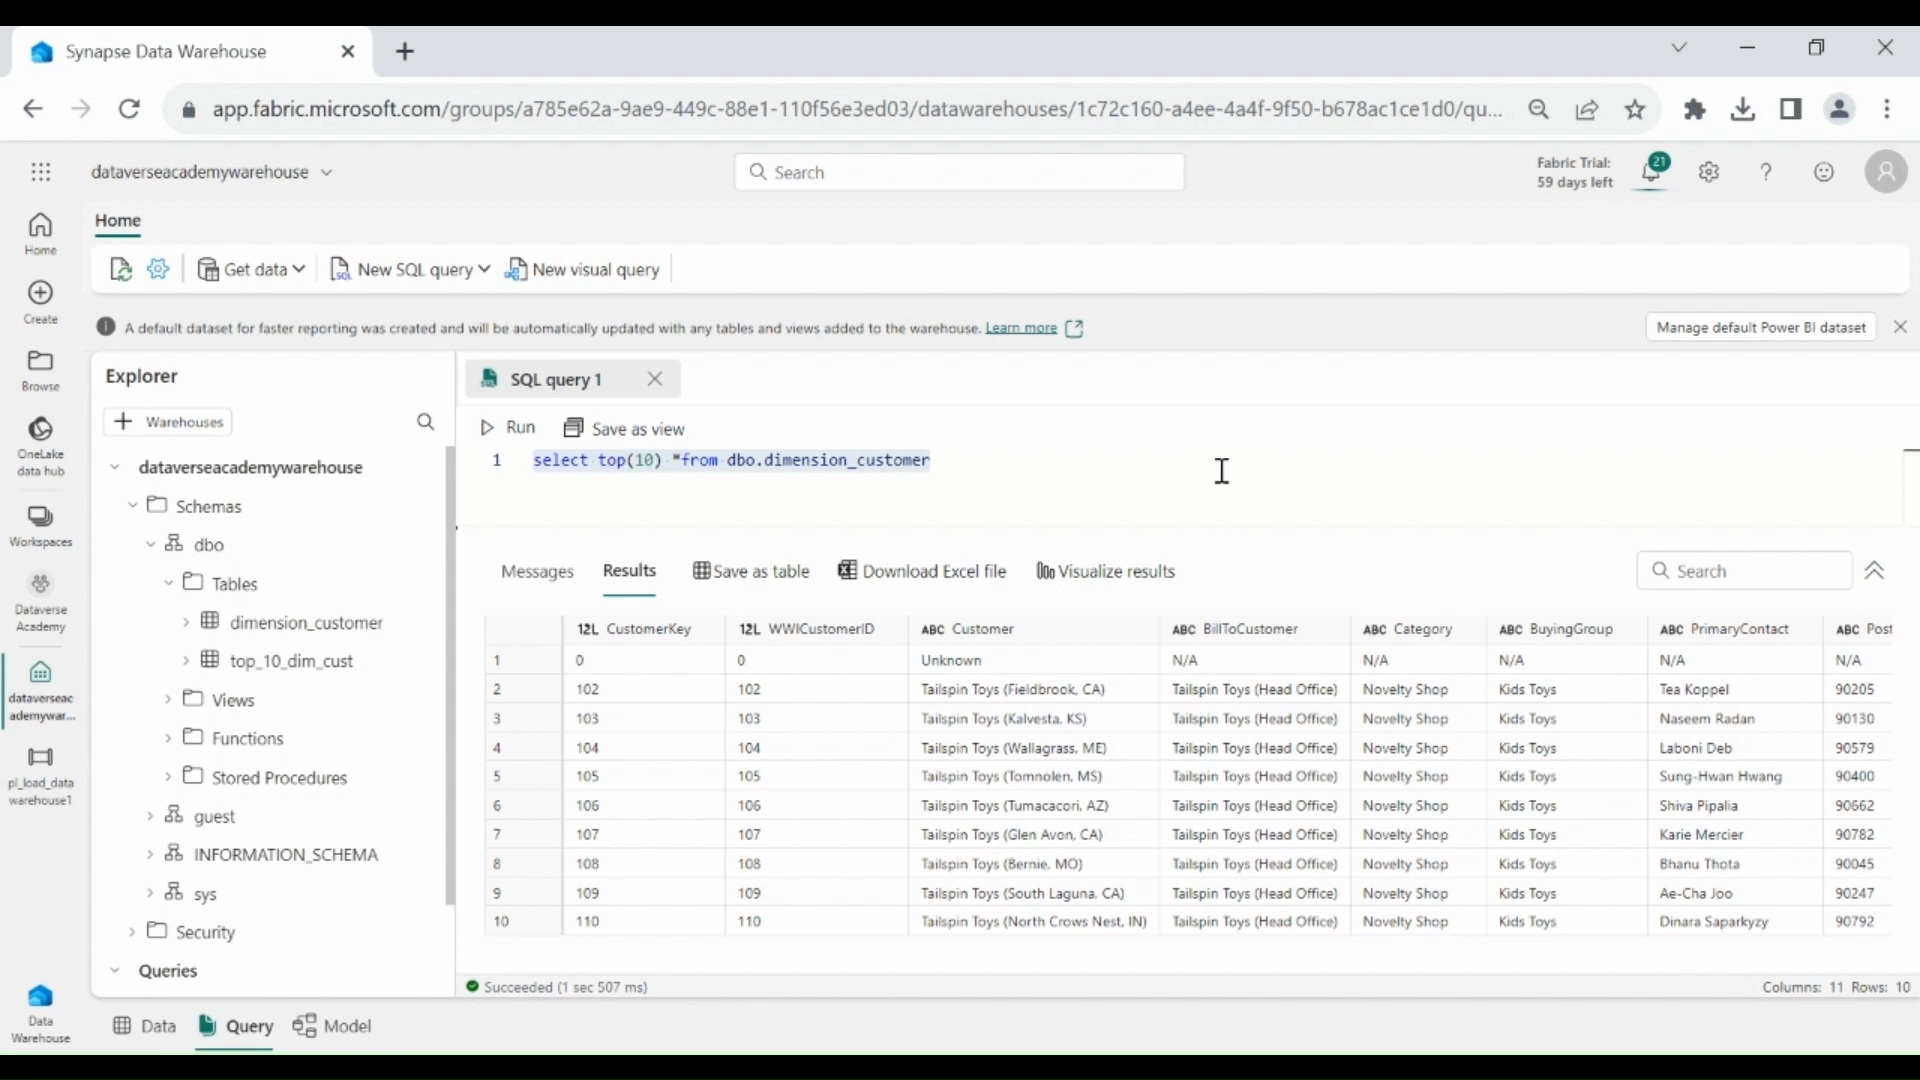 Synapse Data Warehouse
app.fabric.microsoft.com/groups/a785e62a-9ae9-449c-88e1-110f56e3ed03/datawarehouses/1c72c160-a4ee-4a4f-9f50-b678ac1ce1d0/qu...
dataverseacademywarehouse
Search
Fabric Trial:
59 days left
21
Home
Home
Get data
New SQL query
New visual query
Create
A default dataset for faster reporting was created and will be automatically updated with any tables and views added to the warehouse. Learn more
Manage default Power BI dataset
Browse
OneLake
data hub
Workspaces
Dataverse
Academy
dataverseac
ademywar...
pl_load_data
warehouse1
Data
Warehouse
Explorer
+ Warehouses
dataverseacademywarehouse
Schemas
dbo
Tables
dimension_customer
top_10_dim_cust
Views
Functions
Stored Procedures
guest
INFORMATION_SCHEMA
sys
Security
Queries
SQL query 1
Run
Save as view
1 select top(10) *from dbo.dimension_customer
Messages
Results
Save as table
Download Excel file
Visualize results
Search
12L CustomerKey 12L WWICustomerID ABC Customer ABC BillToCustomer ABC Category ABC BuyingGroup ABC PrimaryContact ABC Post
1 0 0 Unknown N/A N/A N/A N/A N/A
2 102 102 Tailspin Toys (Fieldbrook, CA) Tailspin Toys (Head Office) Novelty Shop Kids Toys Tea Koppel 90205
3 103 103 Tailspin Toys (Kalvesta, KS) Tailspin Toys (Head Office) Novelty Shop Kids Toys Naseem Radan 90130
4 104 104 Tailspin Toys (Wallagrass, ME) Tailspin Toys (Head Office) Novelty Shop Kids Toys Laboni Deb 90579
5 105 105 Tailspin Toys (Tomnolen, MS) Tailspin Toys (Head Office) Novelty Shop Kids Toys Sung-Hwan Hwang 90400
6 106 106 Tailspin Toys (Tumacacori, AZ) Tailspin Toys (Head Office) Novelty Shop Kids Toys Shiva Pipalia 90662
7 107 107 Tailspin Toys (Glen Avon, CA) Tailspin Toys (Head Office) Novelty Shop Kids Toys Karie Mercier 90782
8 108 108 Tailspin Toys (Bernie, MO) Tailspin Toys (Head Office) Novelty Shop Kids Toys Bhanu Thota 90045
9 109 109 Tailspin Toys (South Laguna, CA) Tailspin Toys (Head Office) Novelty Shop Kids Toys Ae-Cha Joo 90247
10 110 110 Tailspin Toys (North Crows Nest, IN) Tailspin Toys (Head Office) Novelty Shop Kids Toys Dinara Saparkyzy 90792
Succeeded (1 sec 507 ms)
Columns: 11 Rows: 10
Data
Query
Model